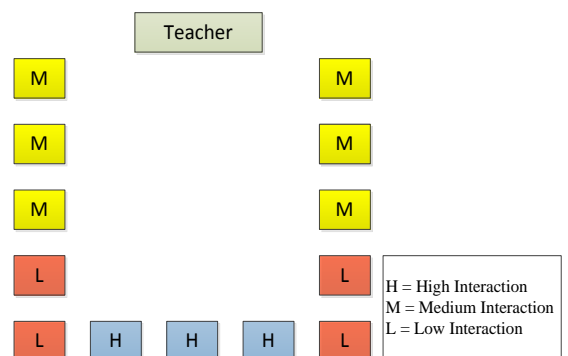 Teacher
M M
M M
M M
L L
L H H H L
H = High Interaction
M = Medium Interaction
L = Low Interaction